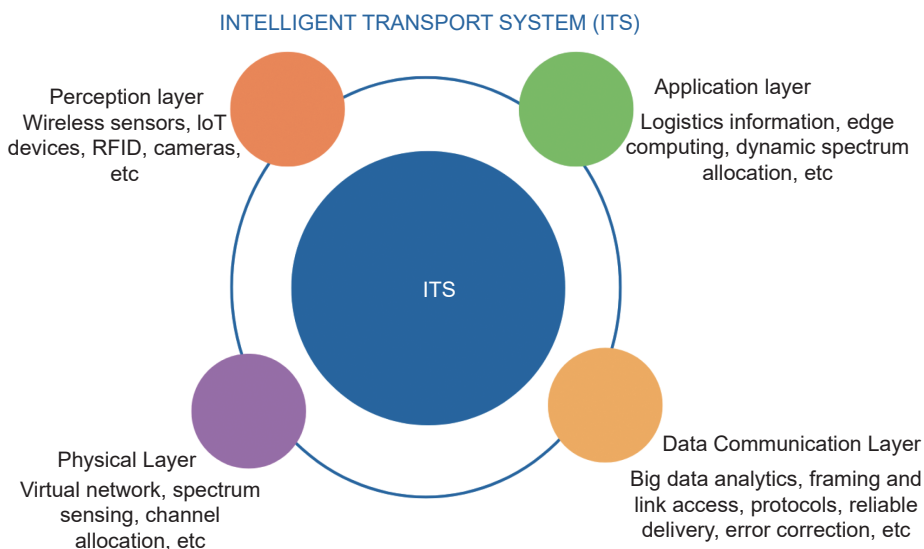 INTELLIGENT TRANSPORT SYSTEM (ITS)
Perception layer
Wireless sensors, IoT
devices, RFID, cameras,
etc
Application layer
Logistics information, edge
computing, dynamic spectrum
allocation, etc
ITS
Physical Layer
Virtual network, spectrum
sensing, channel
allocation, etc
Data Communication Layer
Big data analytics, framing and
link access, protocols, reliable
delivery, error correction, etc